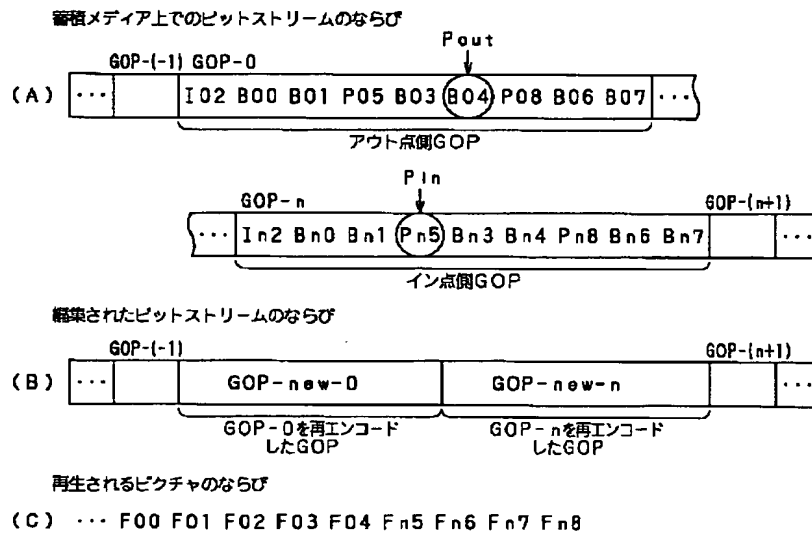 蓄積メディア上でのビットストリームのならび
Pout
GOP-(-1) GOP-0
(A) ... I02 B00 B01 P05 B03 B04 P08 B06 B07 ...
アウト点側GOP
PIn
GOP-n GOP-(n+1)
... In2 Bn0 Bn1 Pn5 Bn3 Bn4 Pn8 Bn6 Bn7 ...
イン点側GOP
編集されたビットストリームのならび
GOP-(-1) GOP-(n+1)
(B) ... GOP-new-0 GOP-new-n ...
GOP-0を再エンコード GOP-nを再エンコード
したGOP したGOP
再生されるピクチャのならび
(C) ... F00 F01 F02 F03 F04 Fn5 Fn6 Fn7 Fn8